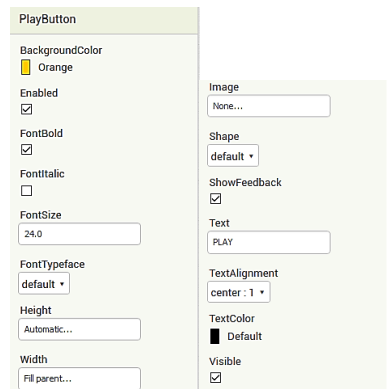 PlayButton
BackgroundColor
Orange
Enabled
FontBold
FontItalic
FontSize
24.0
FontTypeface
default
Height
Automatic...
Width
Fill parent...
Image
None...
Shape
default
ShowFeedback
Text
PLAY
TextAlignment
center : 1
TextColor
Default
Visible